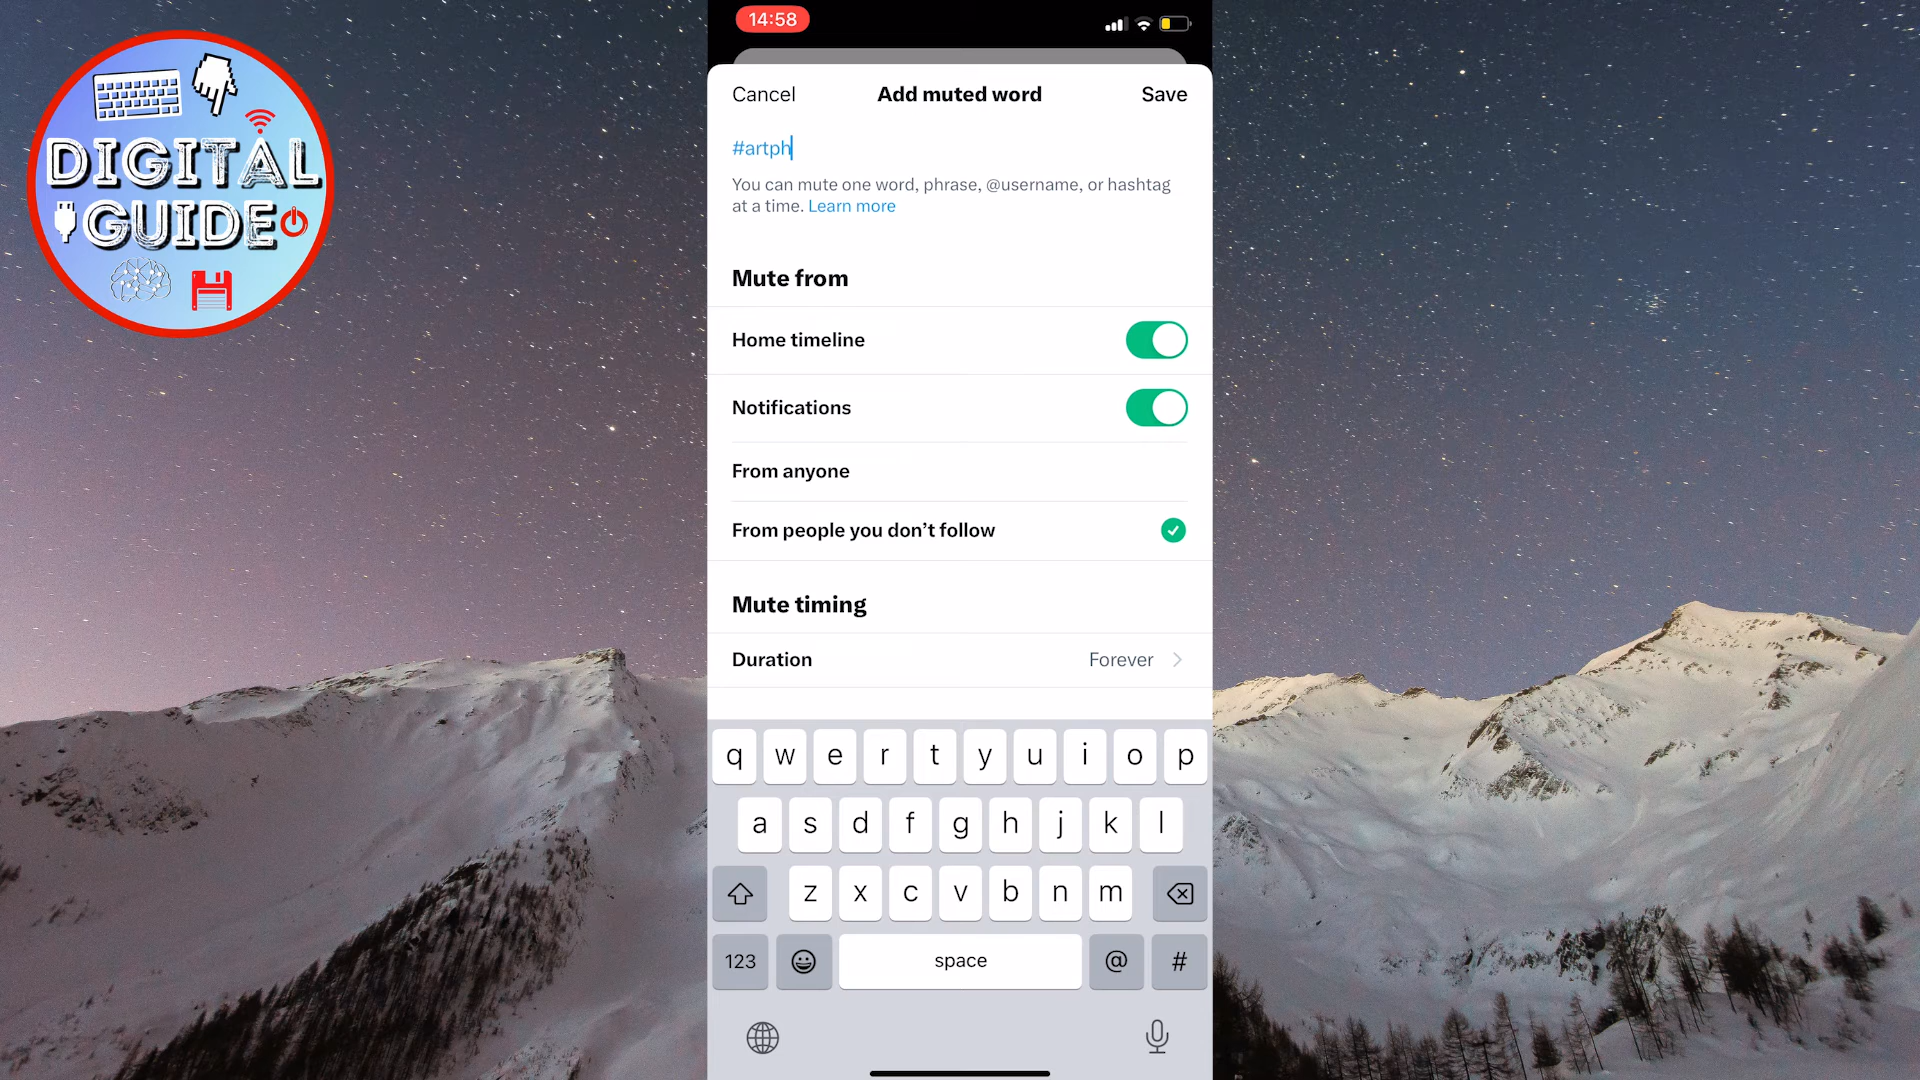 DIGITAL
GUIDE
14:58
Cancel
Add muted word
Save
#artph
You can mute one word, phrase, @username, or hashtag
at a time. Learn more
Mute from
Home timeline
Notifications
From anyone
From people you don’t follow
Mute timing
Duration
Forever
q w e r t y u i o p
a s d f g h j k l
z x c v b n m
123 space @ #